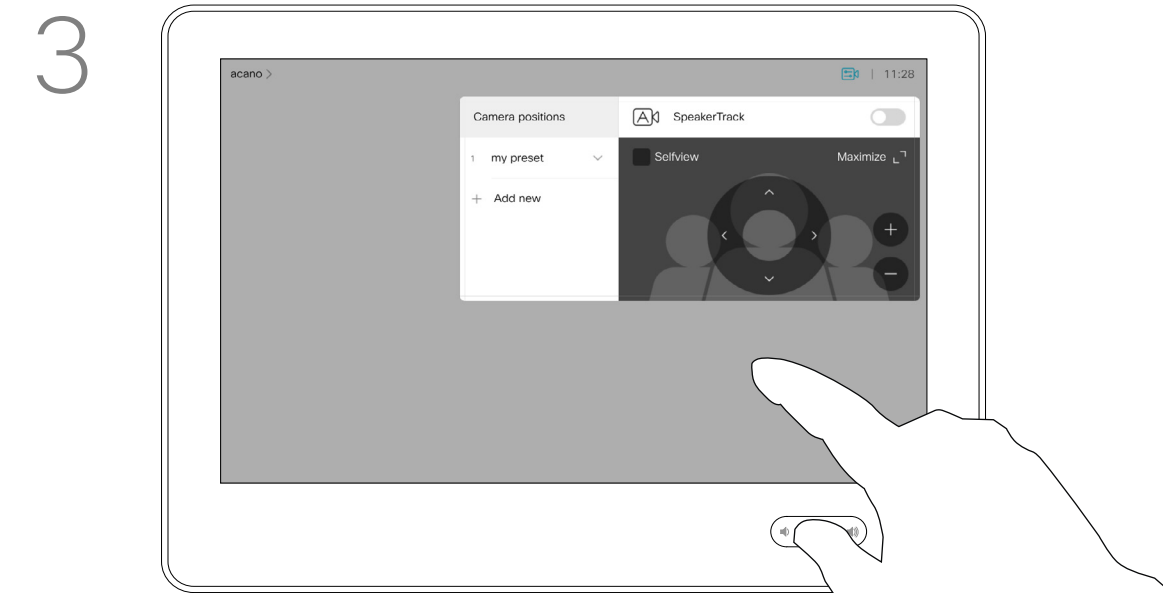 3
acano >
11:28
Camera positions
A SpeakerTrack
1 my preset
Selfview
Maximize
+ Add new